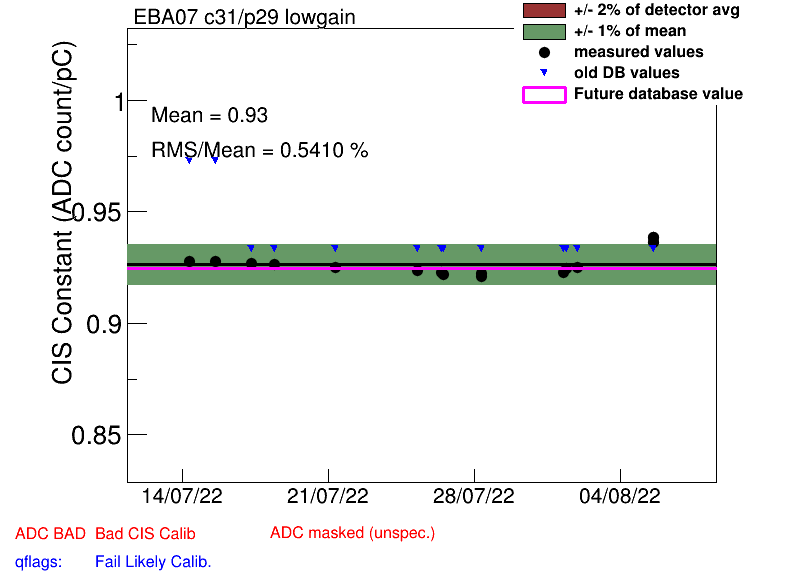 EBA07 c31/p29 lowgain
+/- 2% of detector avg
+/- 1% of mean
measured values
old DB values
Future database value
CIS Constant (ADC count/pC)
Mean = 0.93
RMS/Mean = 0.5410 %
1
0.95
0.9
0.85
14/07/22 21/07/22 28/07/22 04/08/22
ADC BAD Bad CIS Calib ADC masked (unspec.)
qflags: Fail Likely Calib.